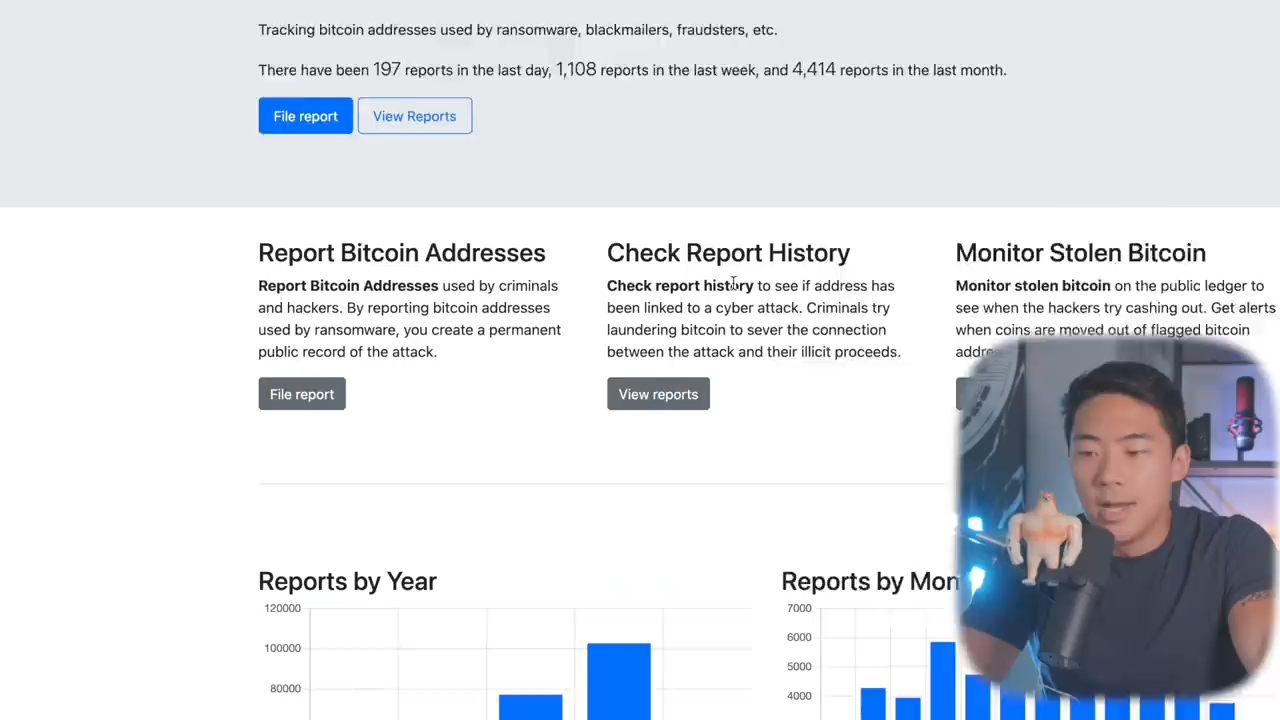 Tracking bitcoin addresses used by ransomware, blackmailers, fraudsters, etc.
There have been 197 reports in the last day, 1,108 reports in the last week, and 4,414 reports in the last month.
File report
View Reports
Report Bitcoin Addresses
Report Bitcoin Addresses used by criminals
and hackers. By reporting bitcoin addresses
used by ransomware, you create a permanent
public record of the attack.
File report
Check Report History
Check report history to see if address has
been linked to a cyber attack. Criminals try
laundering bitcoin to sever the connection
between the attack and their illicit proceeds.
View reports
Monitor Stolen Bitcoin
Monitor stolen bitcoin on the public ledger to
see when the hackers try cashing out. Get alerts
when coins are moved out of flagged bitcoin
Reports by Year
120000
100000
80000
Reports by Mon
7000
6000
5000
4000